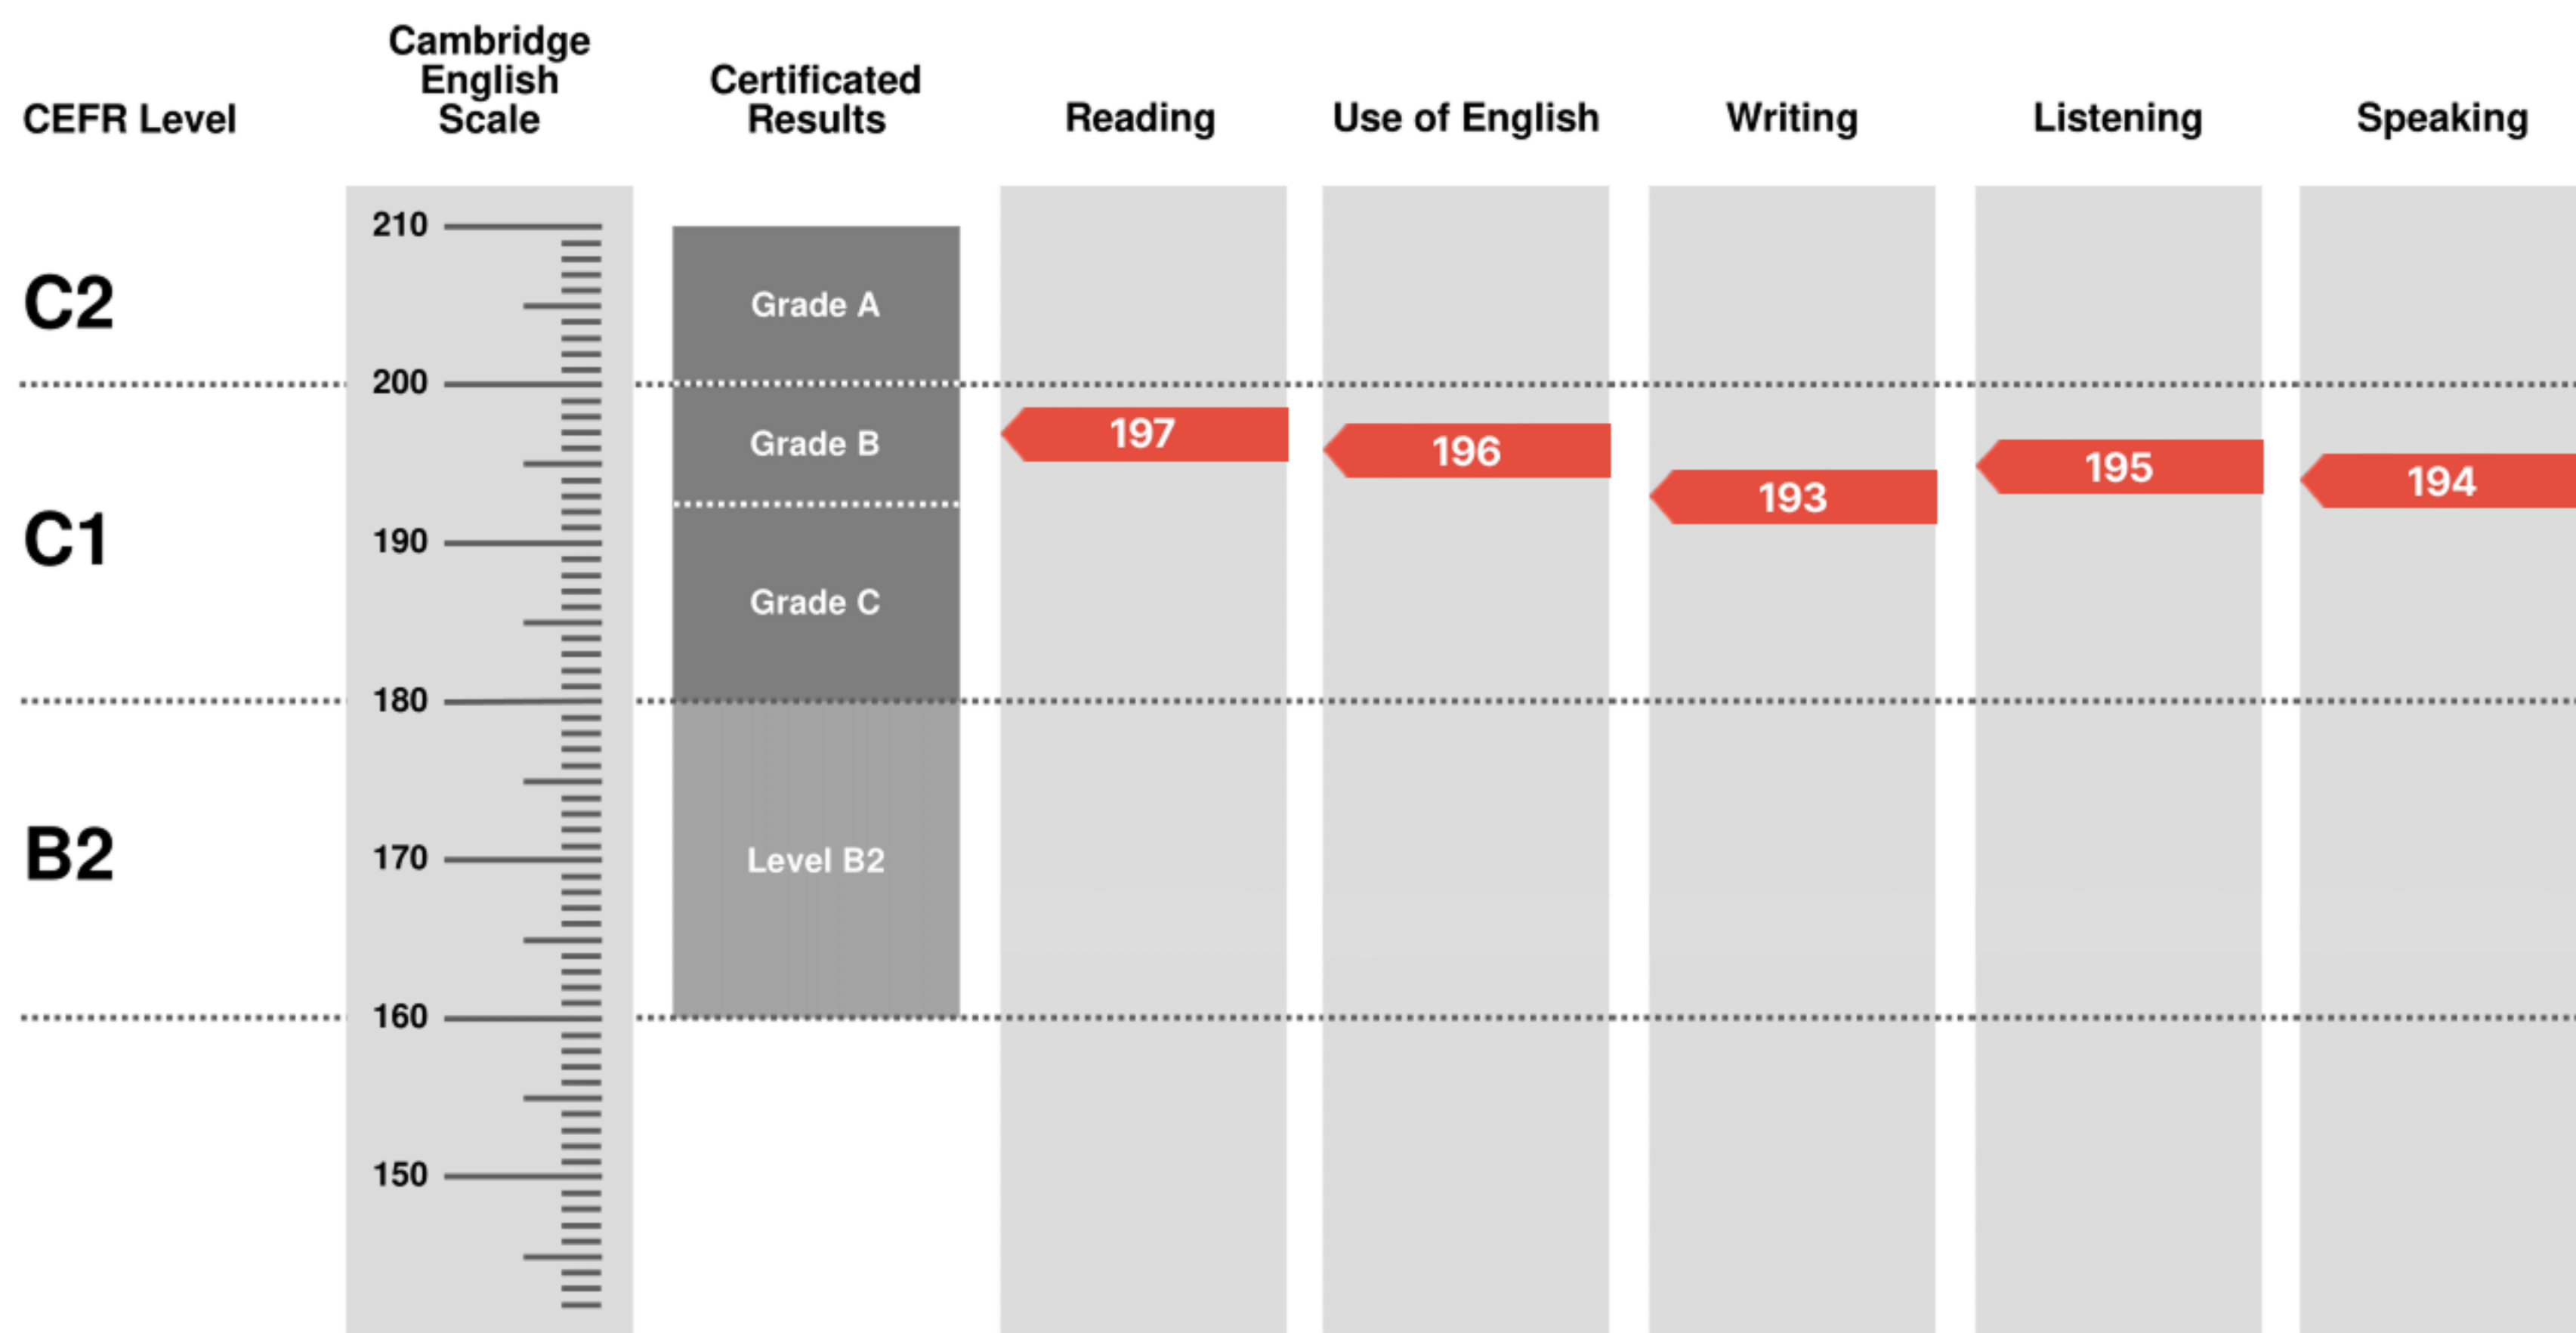 CEFR Level
Cambridge
English
Scale
Certificated
Results
Reading
Use of English
Writing
Listening
Speaking
210
C2
Grade A
200
197
Grade B
196
195
194
193
C1
190
Grade C
180
B2
170
Level B2
160
150